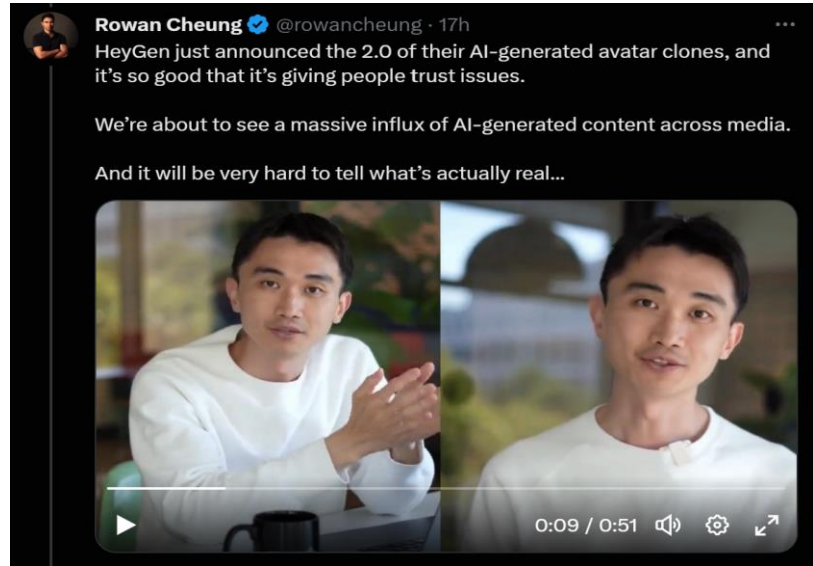 Rowan Cheung @rowancheung · 17h
HeyGen just announced the 2.0 of their AI-generated avatar clones, and
it’s so good that it’s giving people trust issues.
We’re about to see a massive influx of AI-generated content across media.
And it will be very hard to tell what’s actually real...
0:09 / 0:51